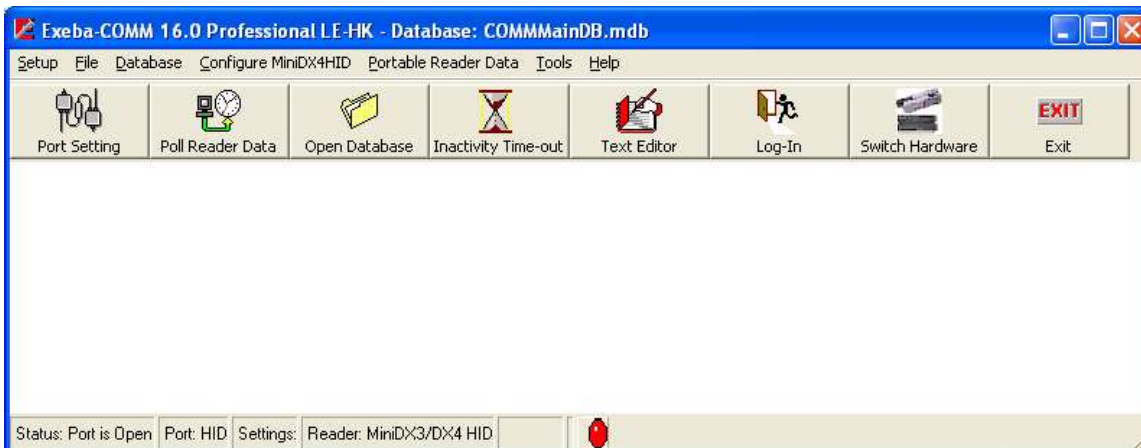 Exeba-COMM 16.0 Professional LE-HK - Database: COMMMainDB.mdb
Setup File Database Configure MiniDX4HID Portable Reader Data Tools Help
Port Setting Poll Reader Data Open Database Inactivity Time-out Text Editor Log-In Switch Hardware EXIT Exit
Status: Port is Open Port: HID Settings: Reader: MiniDX3/DX4 HID